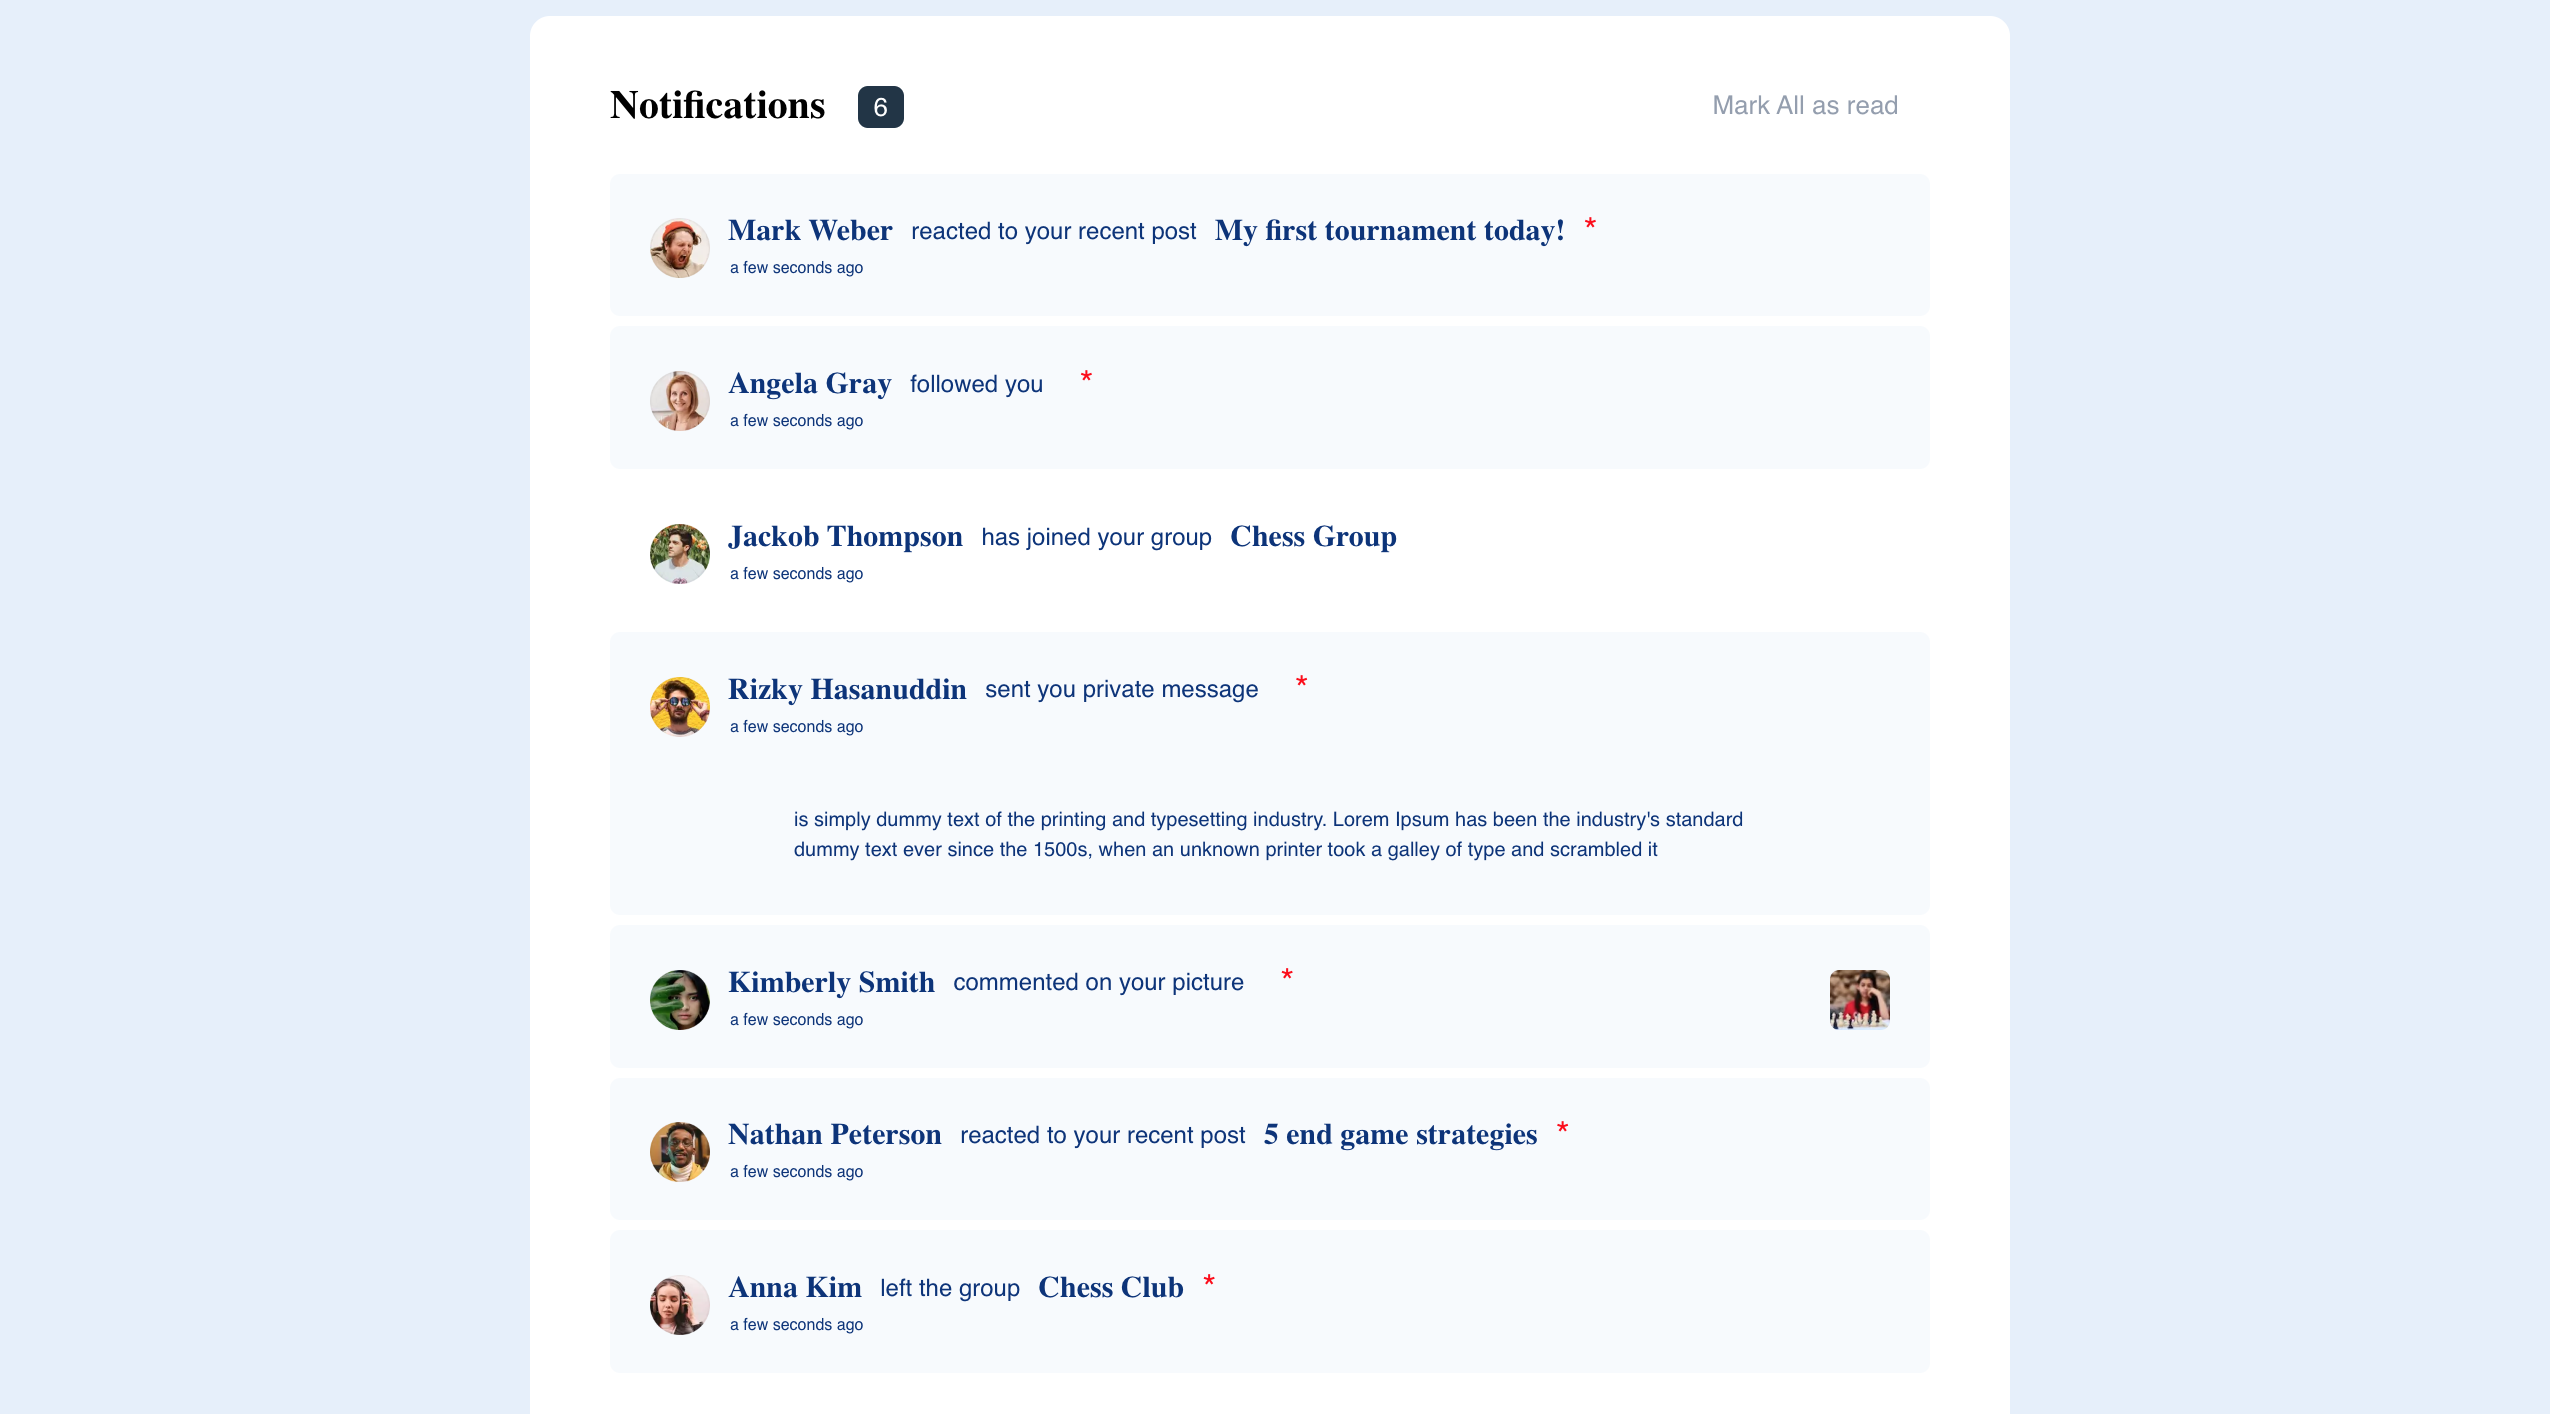 Notifications 6 Mark All as read
Mark Weber reacted to your recent post My first tournament today! *
a few seconds ago
Angela Gray followed you *
a few seconds ago
Jackob Thompson has joined your group Chess Group
a few seconds ago
Rizky Hasanuddin sent you private message *
a few seconds ago
is simply dummy text of the printing and typesetting industry. Lorem Ipsum has been the industry's standard
dummy text ever since the 1500s, when an unknown printer took a galley of type and scrambled it
Kimberly Smith commented on your picture *
a few seconds ago
Nathan Peterson reacted to your recent post 5 end game strategies *
a few seconds ago
Anna Kim left the group Chess Club *
a few seconds ago